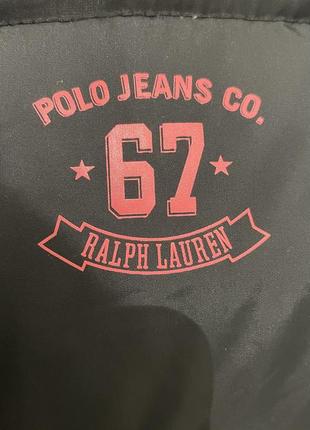 POLO JEANS CO.
67
RALPH LAUREN